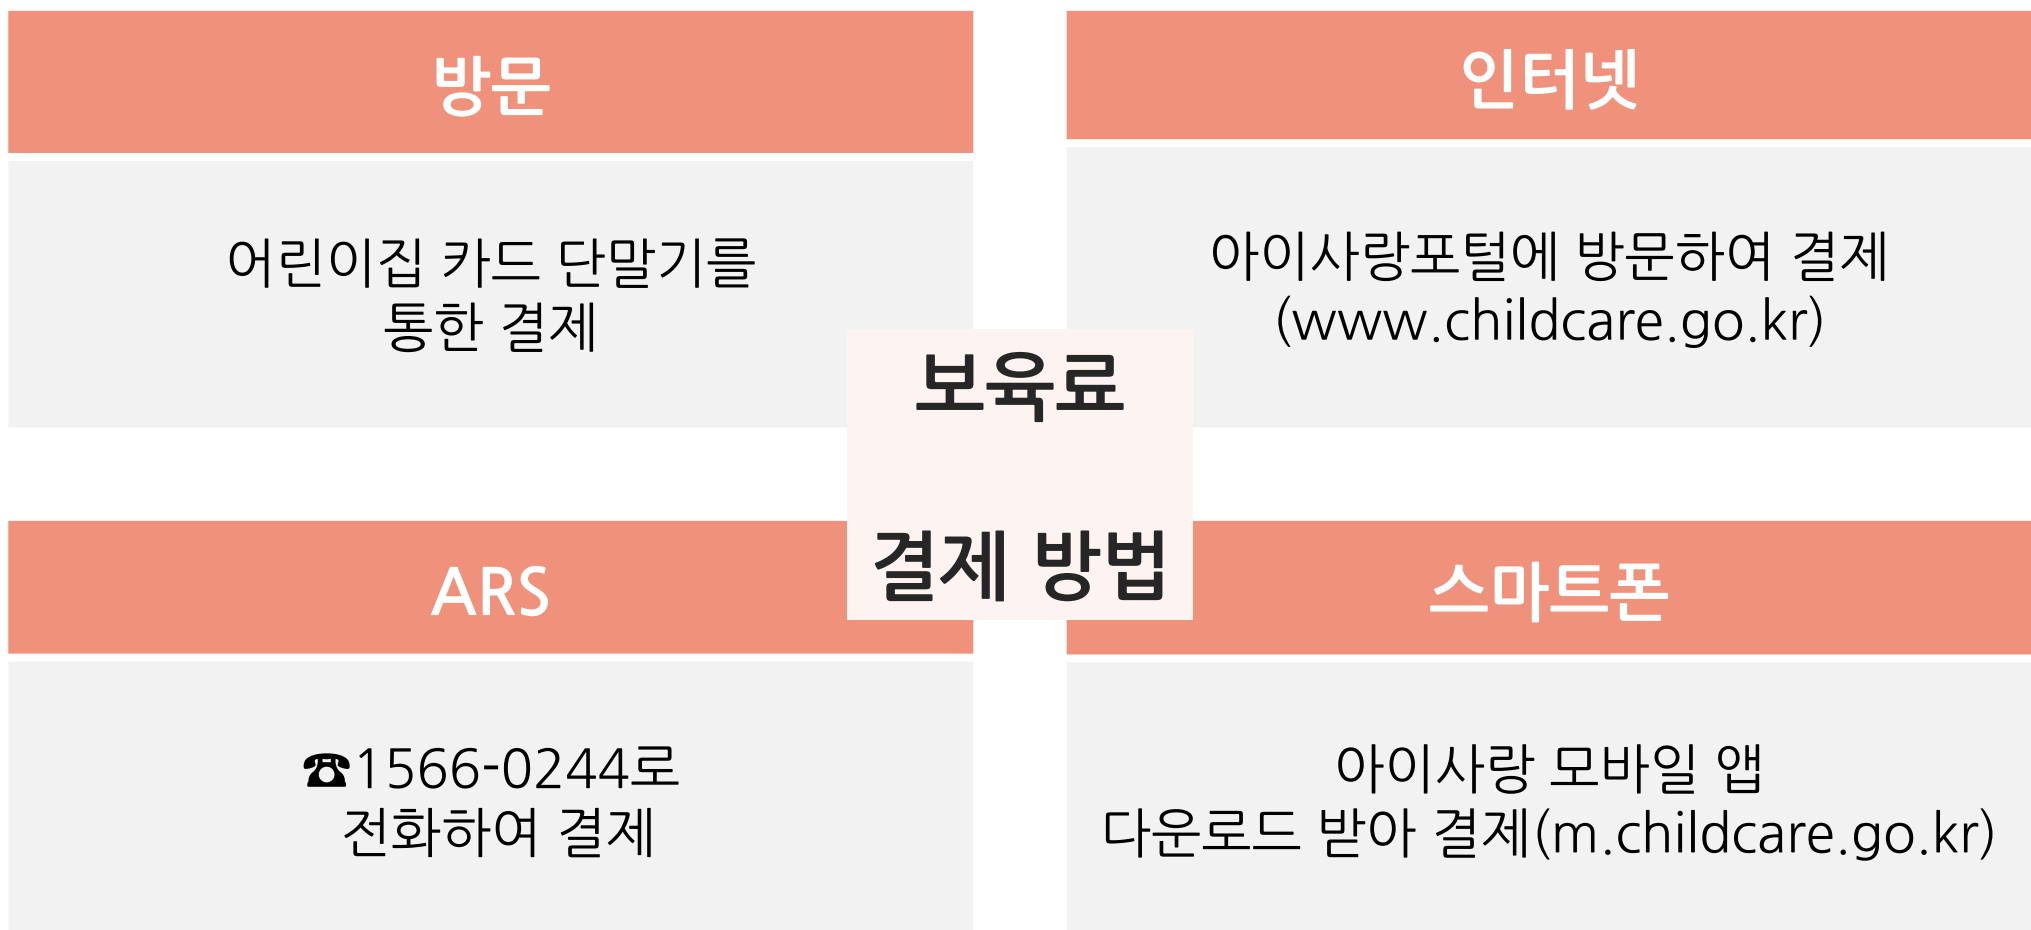 방문
어린이집 카드 단말기를
통한 결제
인터넷
아이사랑포털에 방문하여 결제
(www.childcare.go.kr)
보육료
결제 방법
ARS
☎1566-0244로
전화하여 결제
스마트폰
아이사랑 모바일 앱
다운로드 받아 결제(m.childcare.go.kr)